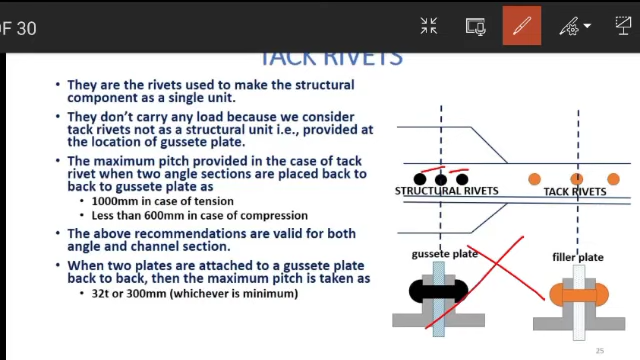 OF 30
TACK RIVETS
They are the rivets used to make the structural
component as a single unit.
They don't carry any load because we consider
tack rivets not as a structural unit i.e., provided at
the location of gussete plate.
The maximum pitch provided in the case of tack
rivet when two angle sections are placed back to
back to gussete plate as
1000mm in case of tension
Less than 600mm in case of compression
The above recommendations are valid for both
angle and channel section.
When two plates are attached to a gussete plate
back to back, then the maximum pitch is taken as
32t or 300mm (whichever is minimum)
STRUCTURAL RIVETS
TACK RIVETS
gussete plate
filler plate
25